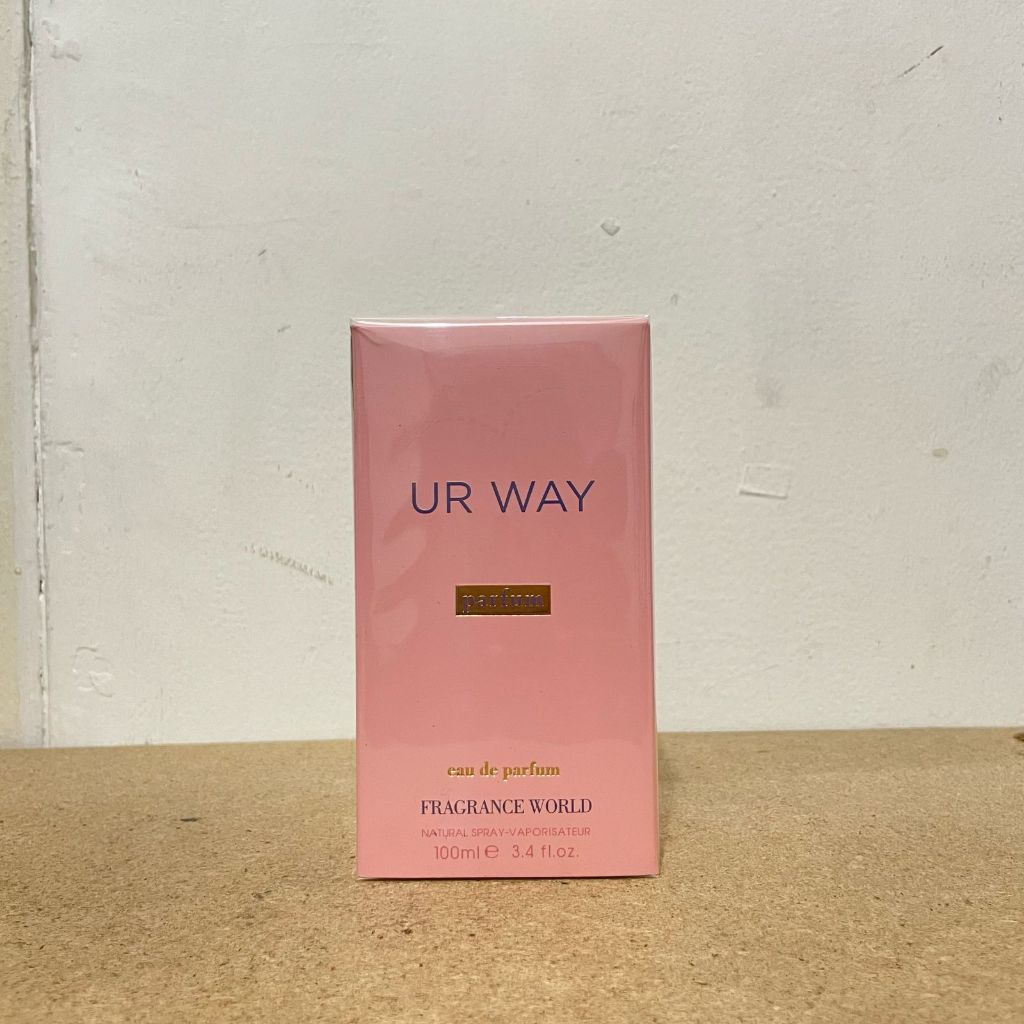 UR WAY
parfum
eau de parfum
FRAGRANCE WORLD
NATURAL SPRAY-VAPORISATEUR
100ml ℮ 3.4 fl.oz.